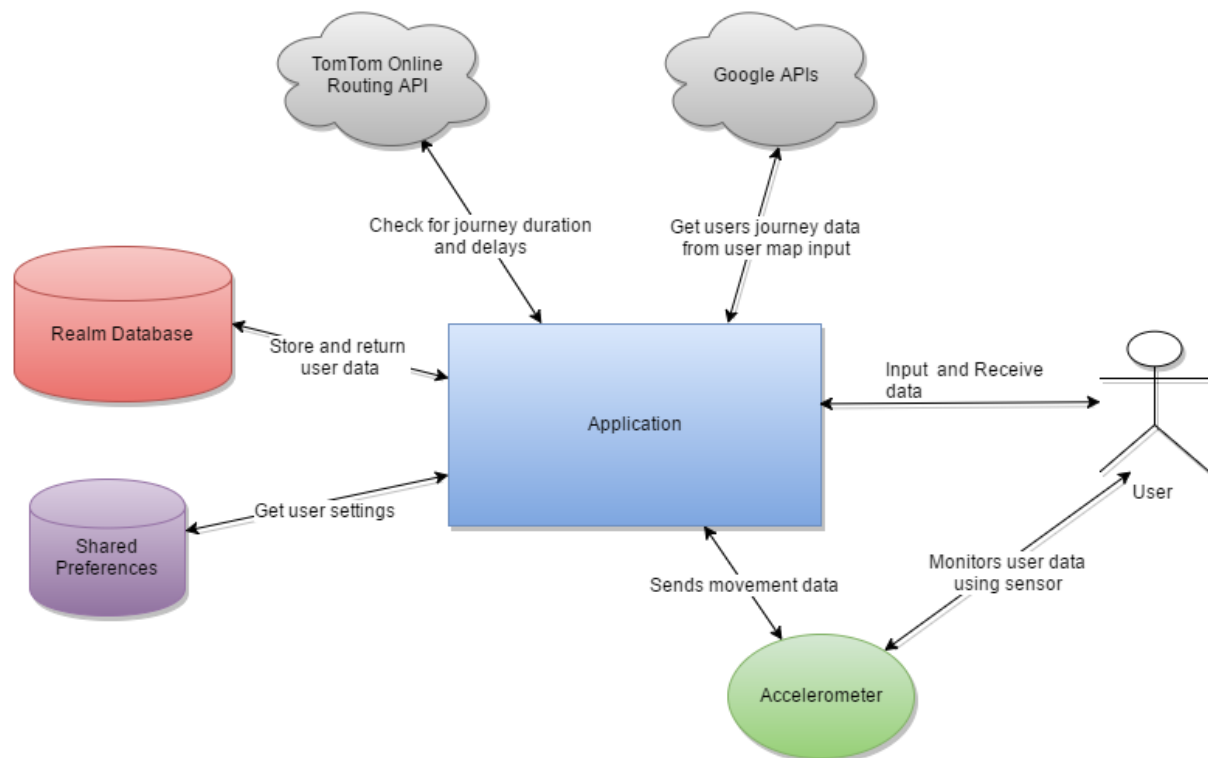 TomTom Online
Routing API
Google APIs
Check for journey duration
and delays
Get users journey data
from user map input
Realm Database
Store and return
user data
Application
Input and Receive
data
User
Get user settings
Shared
Preferences
Sends movement data
Monitors user data
using sensor
Accelerometer